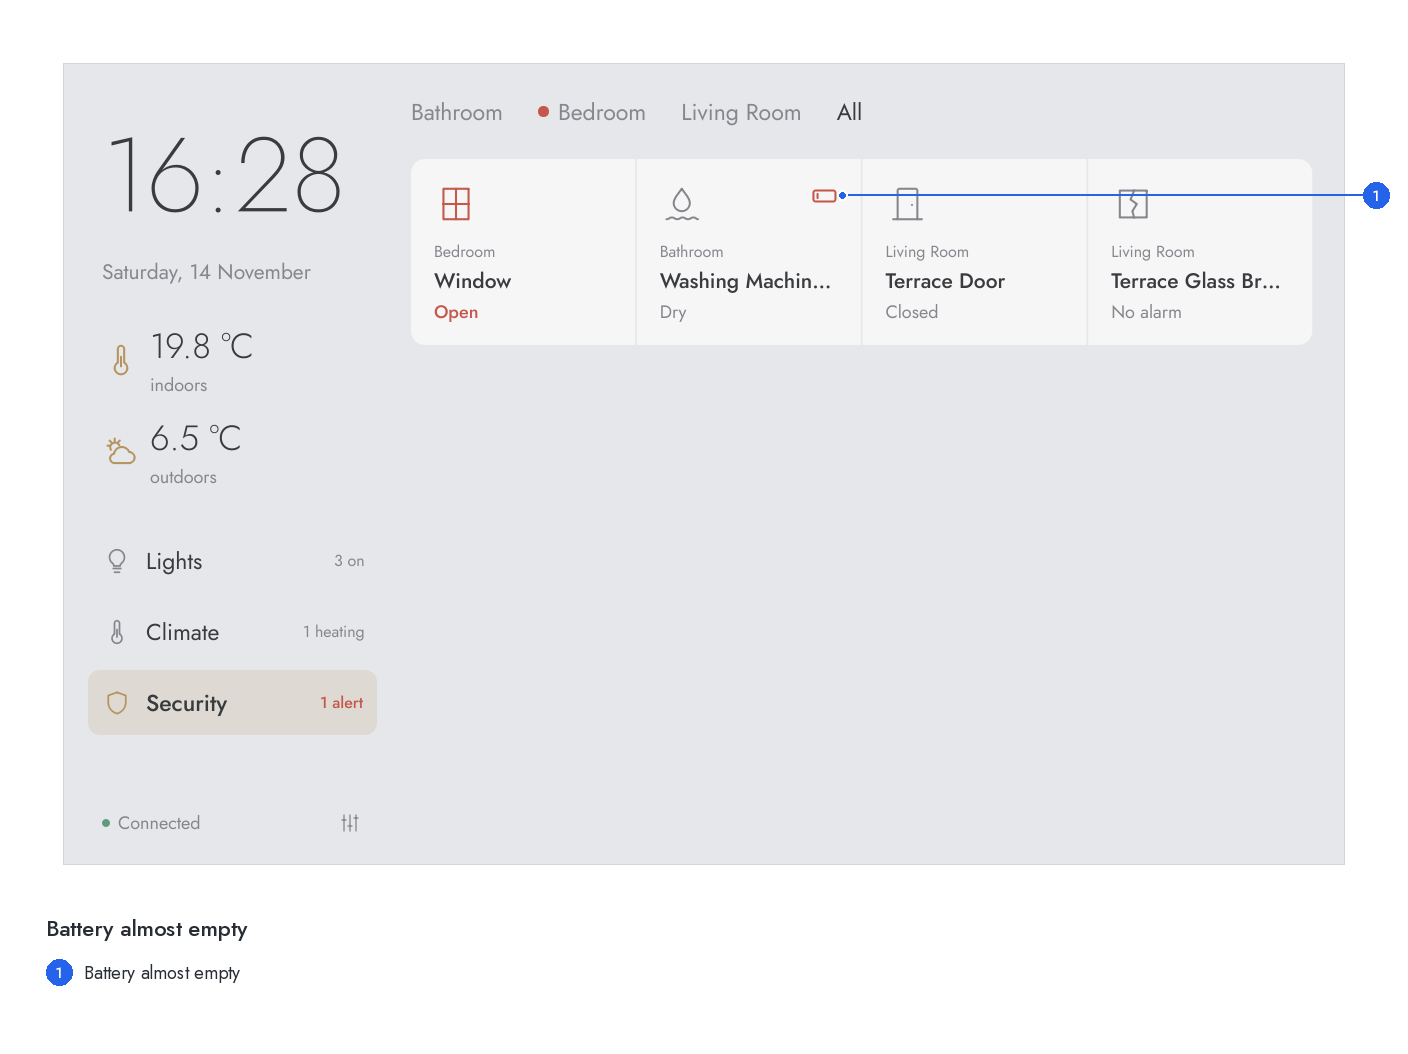 16:28
Saturday, 14 November
19.8 °C
indoors
6.5 °C
outdoors
Lights 3 on
Climate 1 heating
Security 1 alert
Connected
Bathroom Bedroom Living Room All
Bedroom
Window
Open
Bathroom
Washing Machin...
Dry
Living Room
Terrace Door
Closed
Living Room
Terrace Glass Br...
No alarm
1
Battery almost empty
1 Battery almost empty